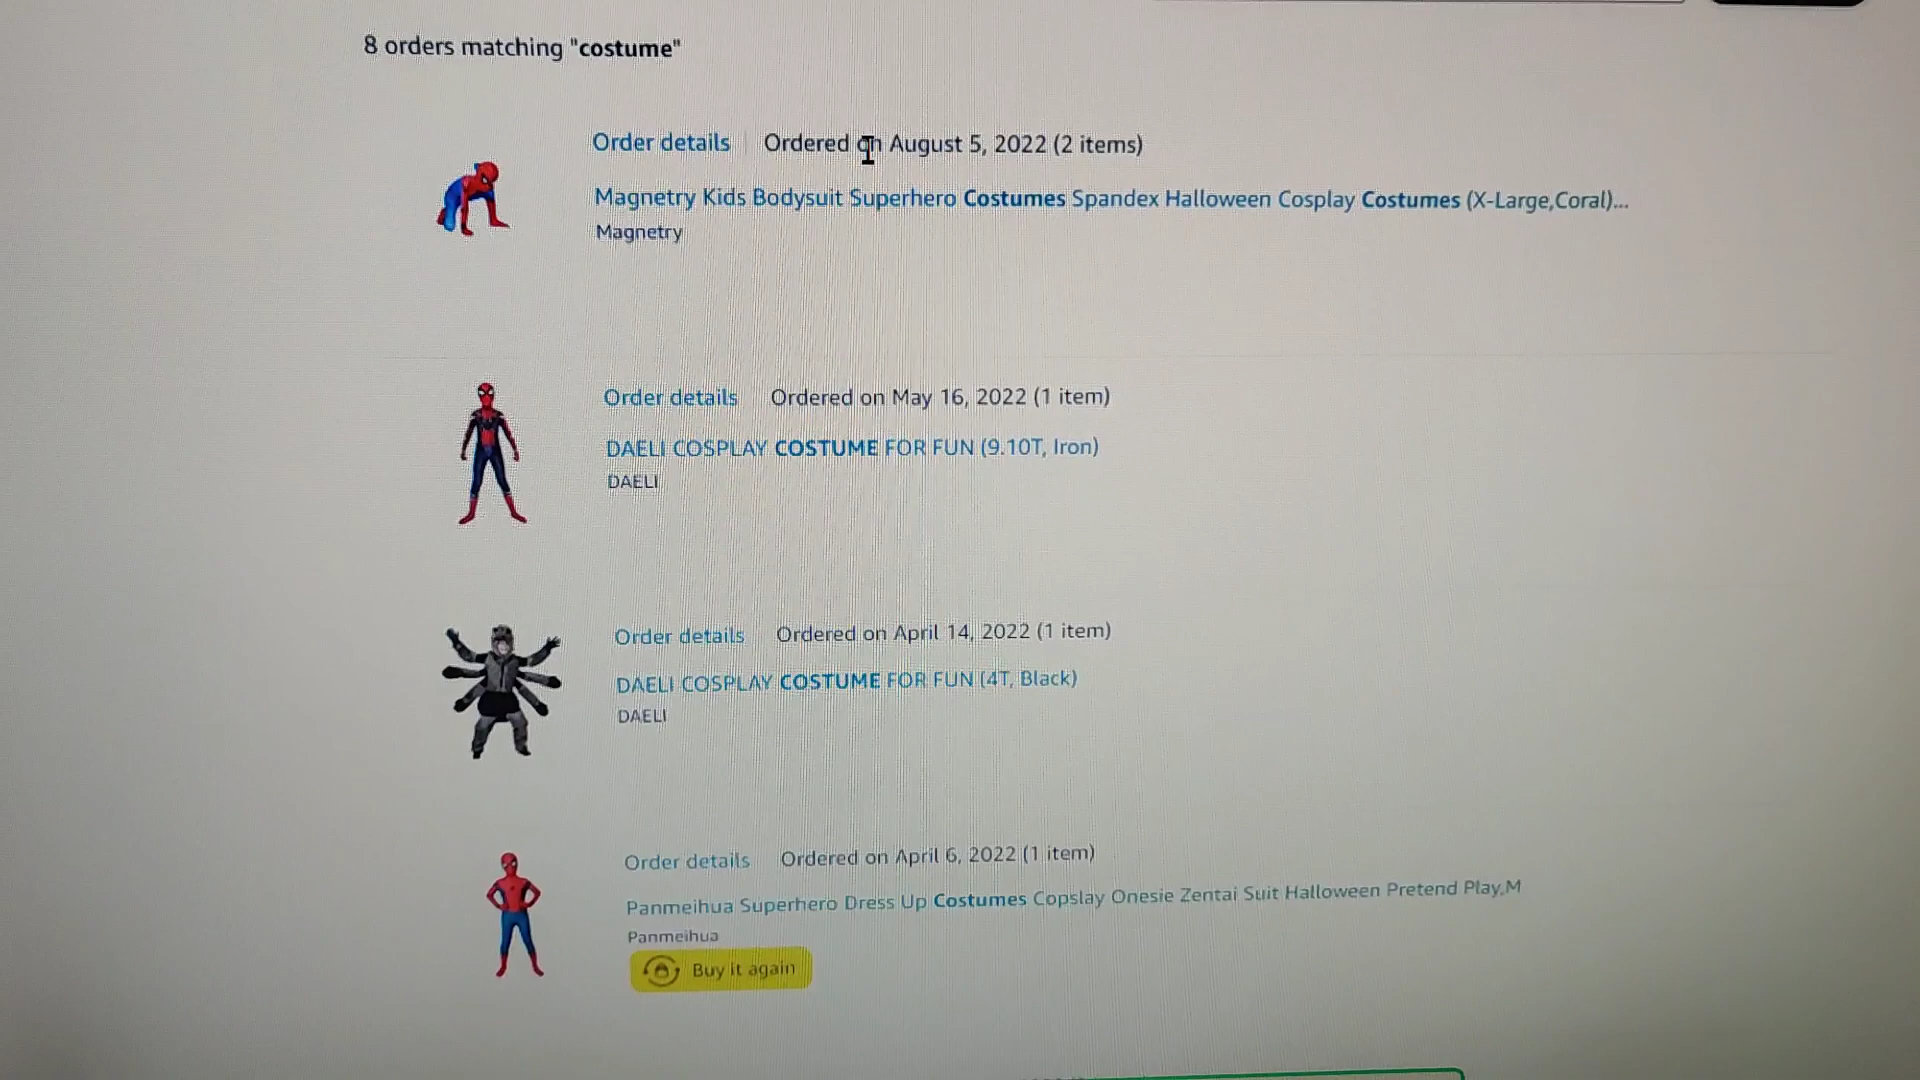 8 orders matching "costume"
Order details Ordered on August 5, 2022 (2 items)
Magnetry Kids Bodysuit Superhero Costumes Spandex Halloween Cosplay Costumes (X-Large,Coral)...
Magnetry
Order details Ordered on May 16, 2022 (1 item)
DAELI COSPLAY COSTUME FOR FUN (9.10T, Iron)
DAELI
Order details Ordered on April 14, 2022 (1 item)
DAELI COSPLAY COSTUME FOR FUN (4T, Black)
DAELI
Order details Ordered on April 6, 2022 (1 item)
Panmeihua Superhero Dress Up Costumes Copslay Onesie Zentai Suit Halloween Pretend Play,M
Panmeihua
Buy it again